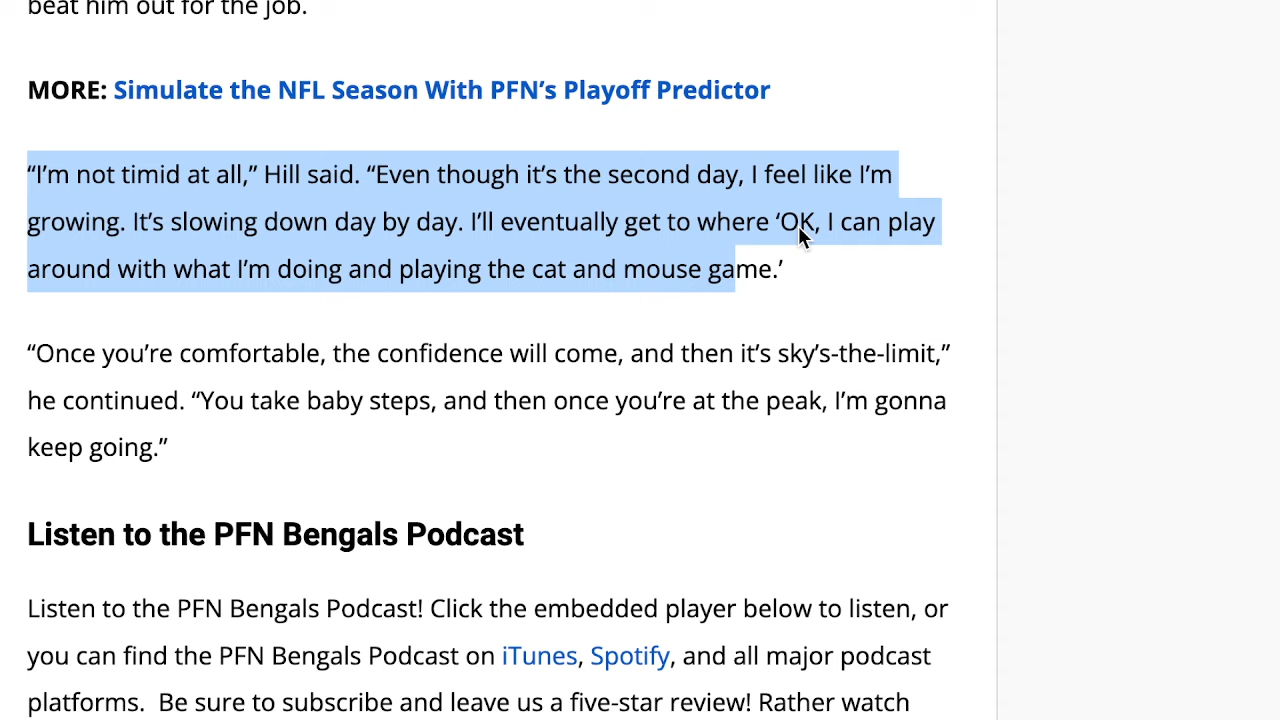 beat him out for the job.
MORE: Simulate the NFL Season With PFN’s Playoff Predictor
“I’m not timid at all,” Hill said. “Even though it’s the second day, I feel like I’m
growing. It’s slowing down day by day. I’ll eventually get to where ‘OK, I can play
around with what I’m doing and playing the cat and mouse game.’
“Once you’re comfortable, the confidence will come, and then it’s sky’s-the-limit,”
he continued. “You take baby steps, and then once you’re at the peak, I’m gonna
keep going.”
Listen to the PFN Bengals Podcast
Listen to the PFN Bengals Podcast! Click the embedded player below to listen, or
you can find the PFN Bengals Podcast on iTunes, Spotify, and all major podcast
platforms.  Be sure to subscribe and leave us a five-star review! Rather watch